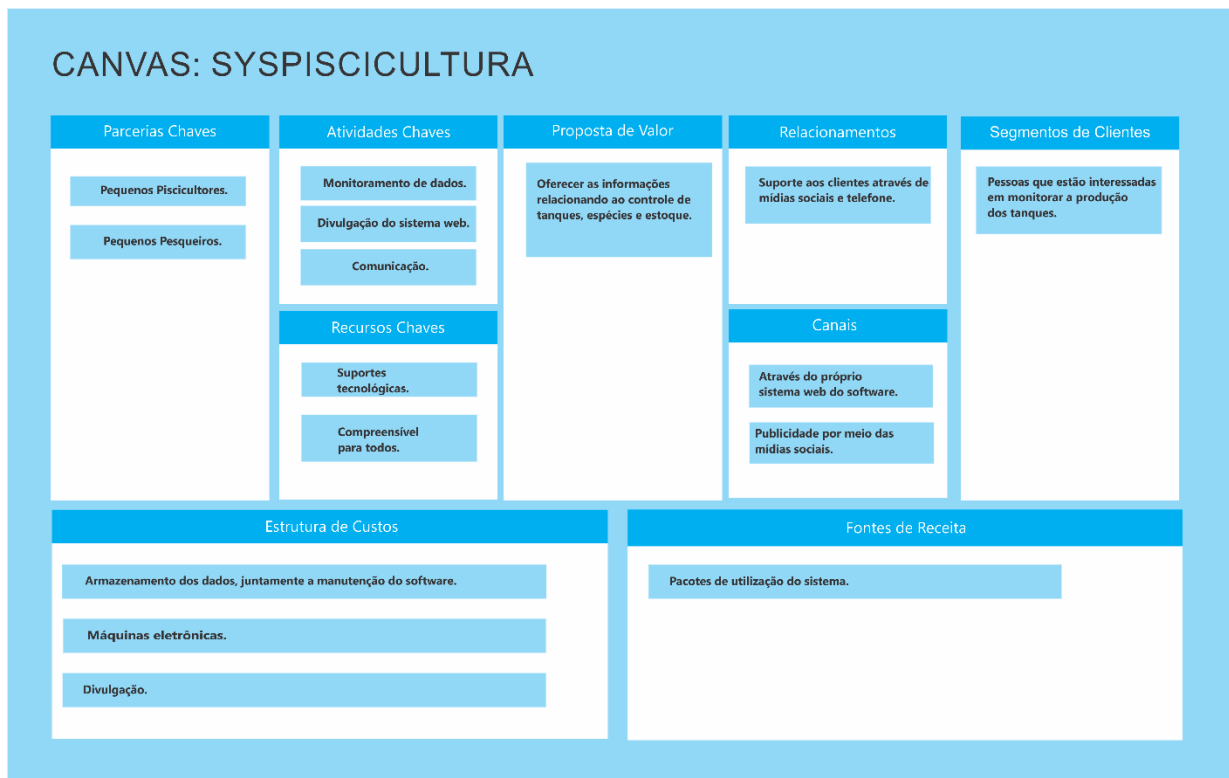 CANVAS: SYSPISCICULTURA
Parcerias Chaves
Pequenos Piscicultores.
Pequenos Pesqueiros.
Atividades Chaves
Monitoramento de dados.
Divulgação do sistema web.
Comunicação.
Recursos Chaves
Suportes
tecnológicas.
Compreensível
para todos.
Proposta de Valor
Oferecer as informações
relacionando ao controle de
tanques, espécies e estoque.
Relacionamentos
Suporte aos clientes através de
mídias sociais e telefone.
Canais
Através do próprio
sistema web do software.
Publicidade por meio das
mídias sociais.
Segmentos de Clientes
Pessoas que estão interessadas
em monitorar a produção
dos tanques.
Estrutura de Custos
Armazenamento dos dados, juntamente a manutenção do software.
Máquinas eletrônicas.
Divulgação.
Fontes de Receita
Pacotes de utilização do sistema.